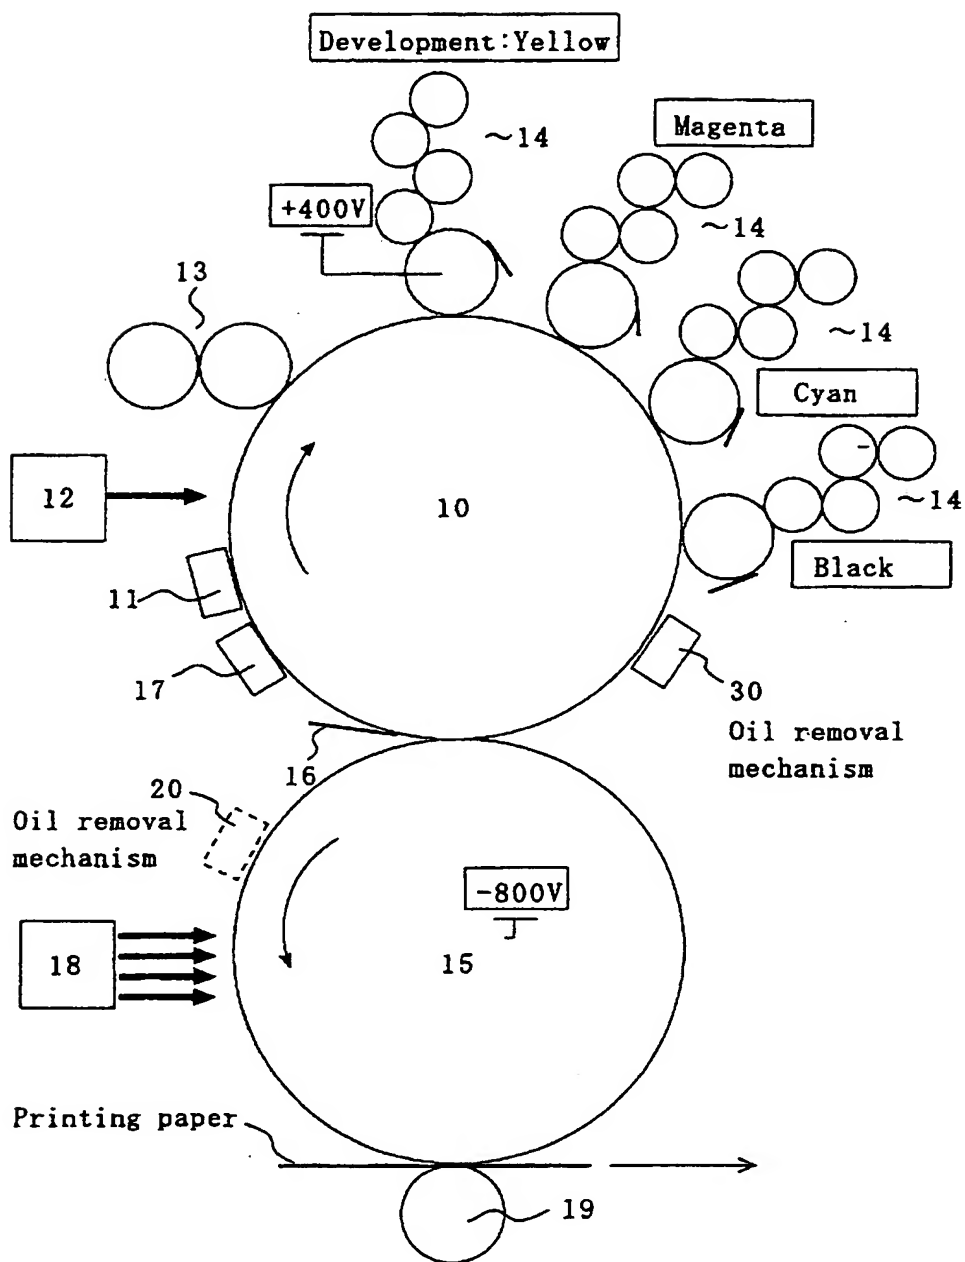 Development:Yellow
~14
Magenta
+400V
~14
13
~14
Cyan
12
10
~14
Black
11
17
30
Oil removal
mechanism
16
20
Oil removal
mechanism
-800V
18
15
Printing paper
19